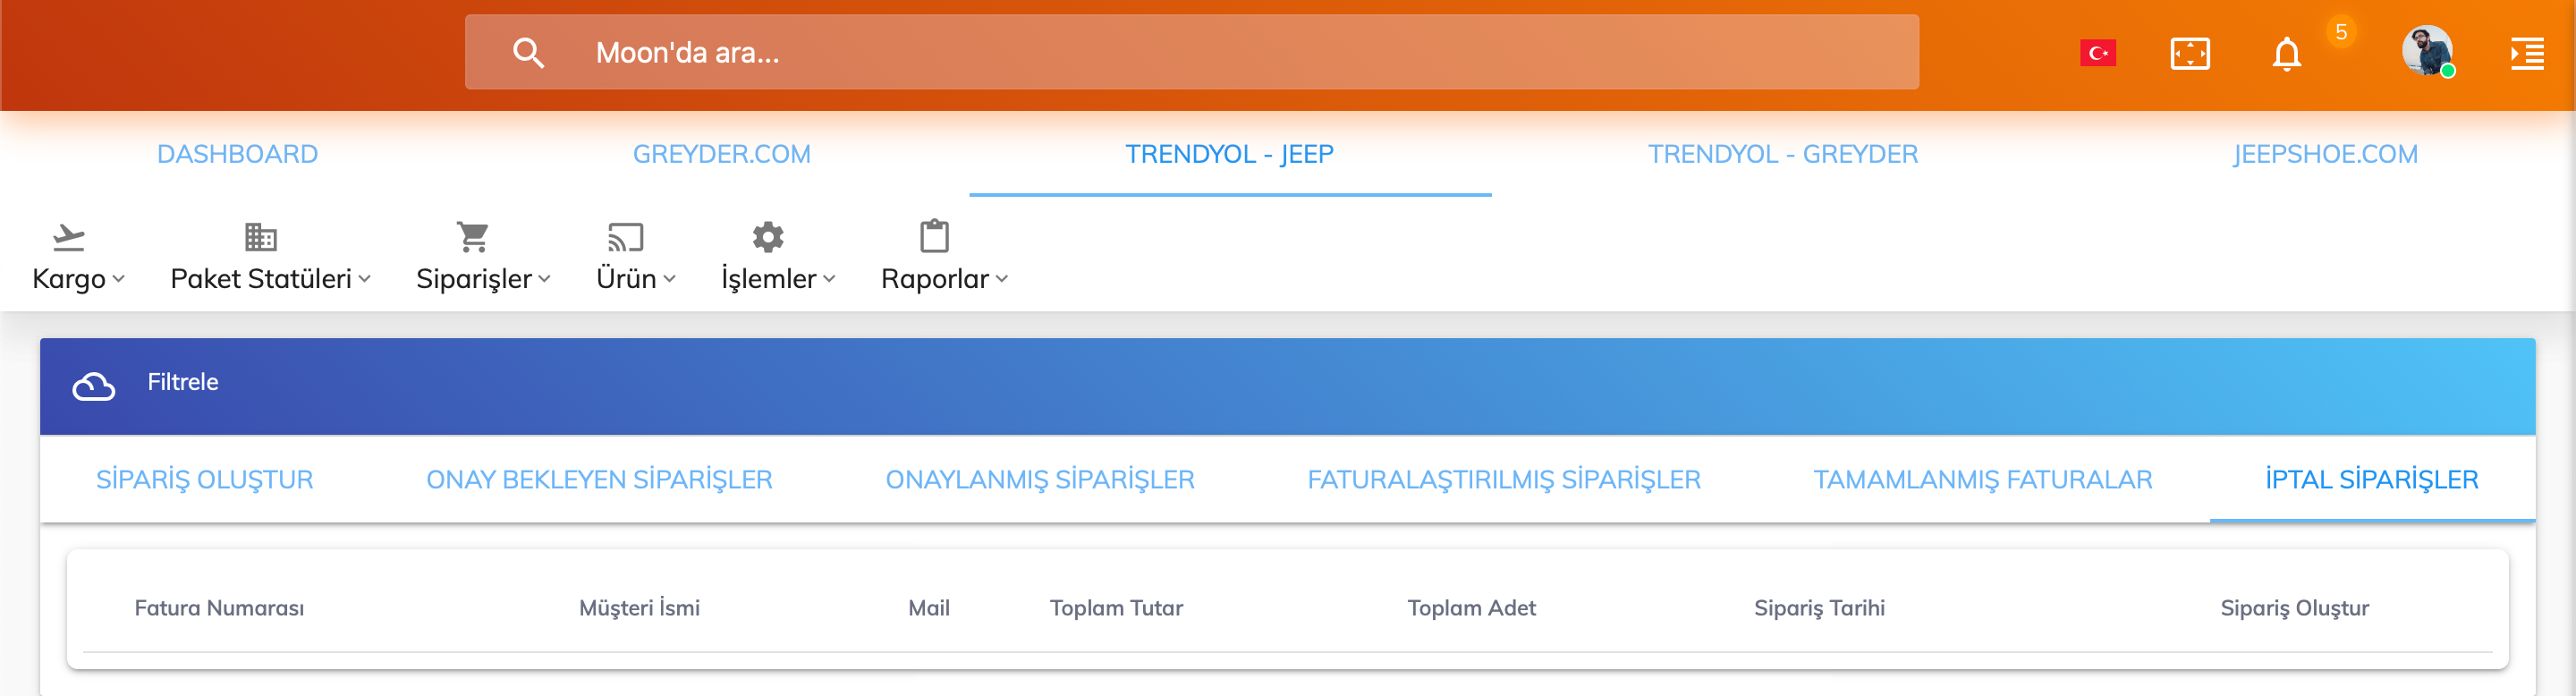 Moon'da ara...
5
DASHBOARD
GREYDER.COM
TRENDYOL - JEEP
TRENDYOL - GREYDER
JEEPSHOE.COM
Kargo
Paket Statüleri
Siparişler
Ürün
İşlemler
Raporlar
Filtrele
SİPARİŞ OLUŞTUR
ONAY BEKLEYEN SİPARİŞLER
ONAYLANMIŞ SİPARİŞLER
FATURALAŞTIRILMIŞ SİPARİŞLER
TAMAMLANMIŞ FATURALAR
İPTAL SİPARİŞLER
Fatura Numarası
Müşteri İsmi
Mail
Toplam Tutar
Toplam Adet
Sipariş Tarihi
Sipariş Oluştur